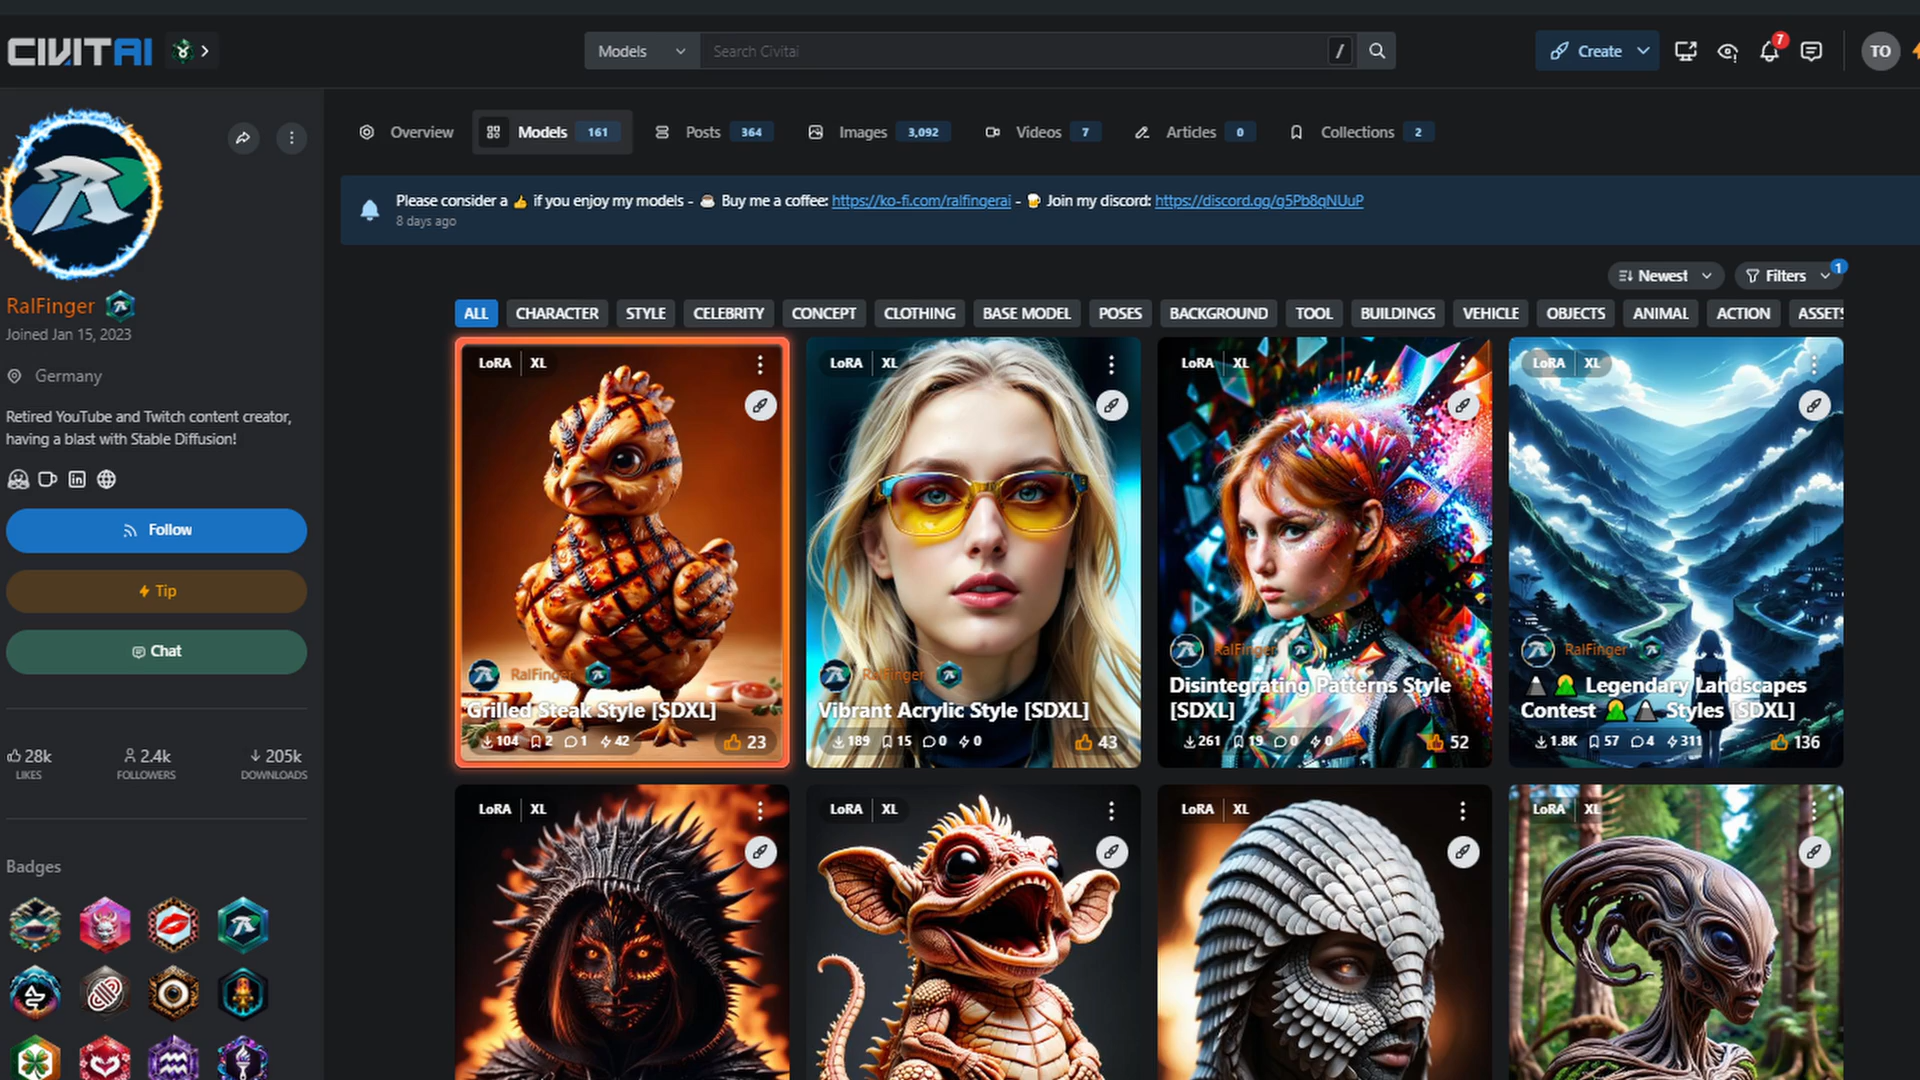 CIVITAI
Models
Search Civitai
/
Create
7
TO
Overview
Models 161
Posts 364
Images 3,092
Videos 7
Articles 0
Collections 2
Please consider a 👍 if you enjoy my models - ☕ Buy me a coffee: https://ko-fi.com/ralfingerai - 🍺 Join my discord: https://discord.gg/g5Pb8qNUuP
8 days ago
RalFinger
Joined Jan 15, 2023
Germany
Retired YouTube and Twitch content creator,
having a blast with Stable Diffusion!
Follow
Tip
Chat
28k
LIKES
2.4k
FOLLOWERS
205k
DOWNLOADS
Badges
Newest
Filters
1
ALL
CHARACTER
STYLE
CELEBRITY
CONCEPT
CLOTHING
BASE MODEL
POSES
BACKGROUND
TOOL
BUILDINGS
VEHICLE
OBJECTS
ANIMAL
ACTION
ASSETS
LoRA XL
RalFinger
Grilled Steak Style [SDXL]
104 2 1 42 23
LoRA XL
RalFinger
Vibrant Acrylic Style [SDXL]
189 15 0 0 43
LoRA XL
RalFinger
Disintegrating Patterns Style
[SDXL]
261 19 0 0 52
LoRA XL
RalFinger
Legendary Landscapes
Contest Styles [SDXL]
1.8K 57 4 311 136
LoRA XL
LoRA XL
LoRA XL
LoRA XL